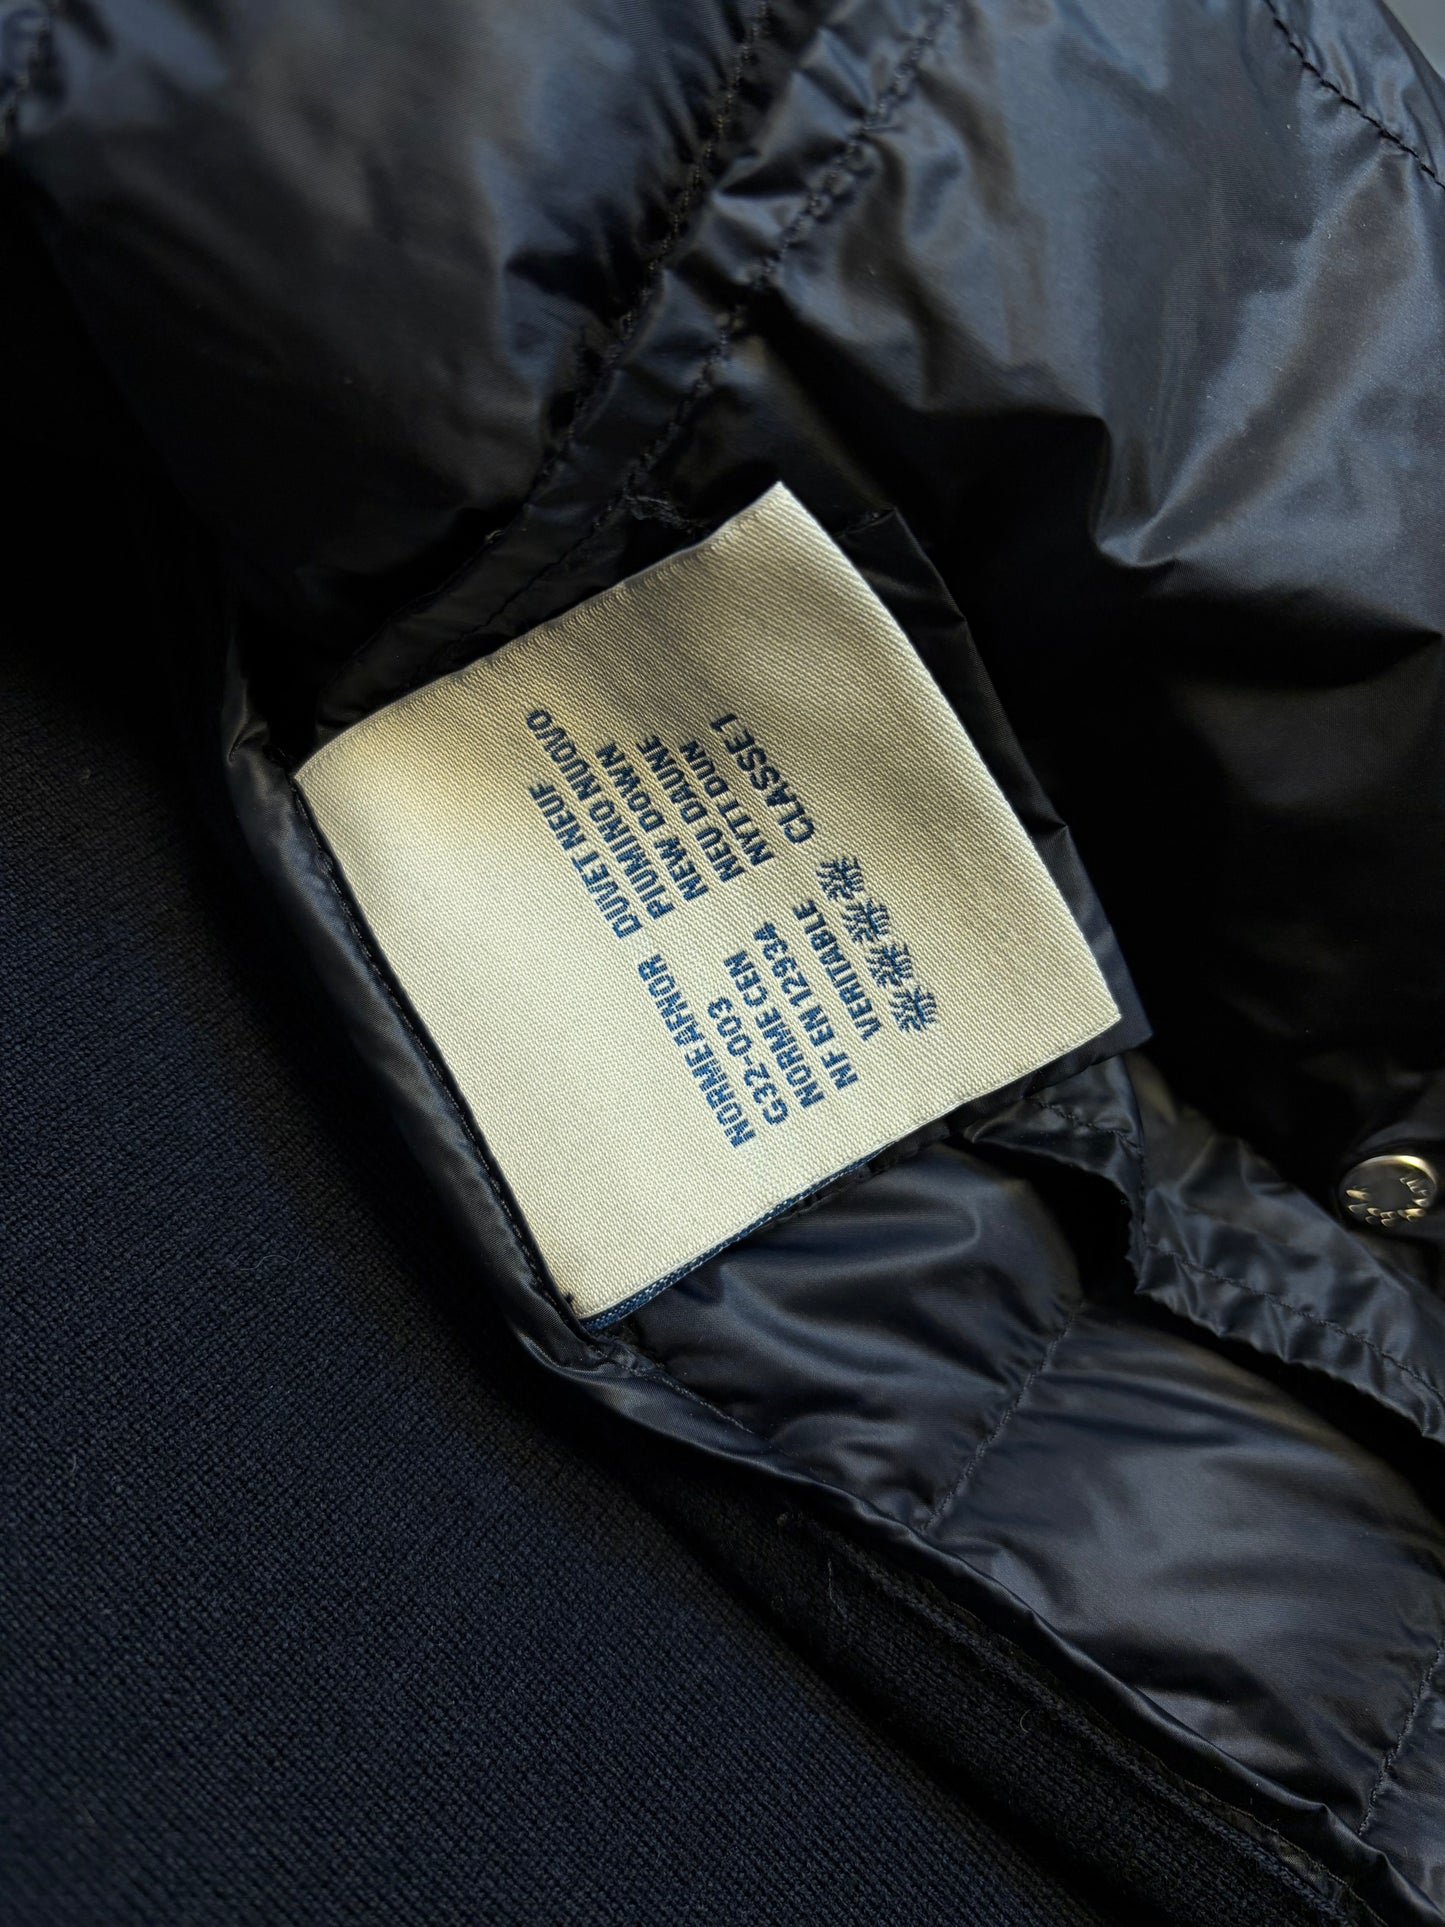 NORME AFNOR DUVET NEUF
G32-003 PIUMINO NUOVO
NORME CEN NEW DOWN
NF EN 12934 NEU DAUNE
VERITABLE NYTT DUN
CLASSE 1